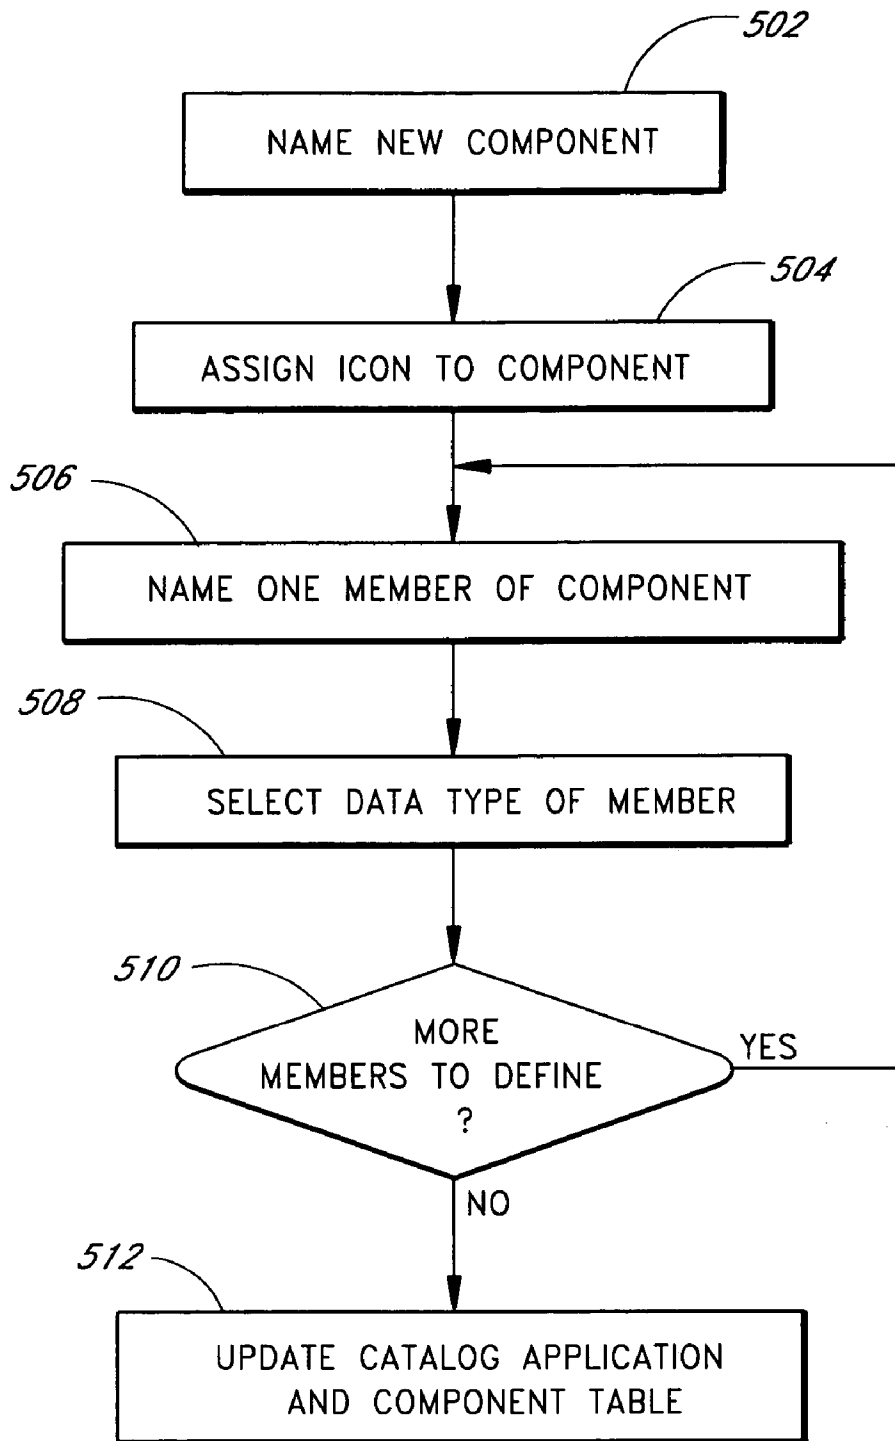 502
NAME NEW COMPONENT
504
ASSIGN ICON TO COMPONENT
506
NAME ONE MEMBER OF COMPONENT
508
SELECT DATA TYPE OF MEMBER
510
MORE
MEMBERS TO DEFINE
?
YES
NO
512
UPDATE CATALOG APPLICATION
AND COMPONENT TABLE